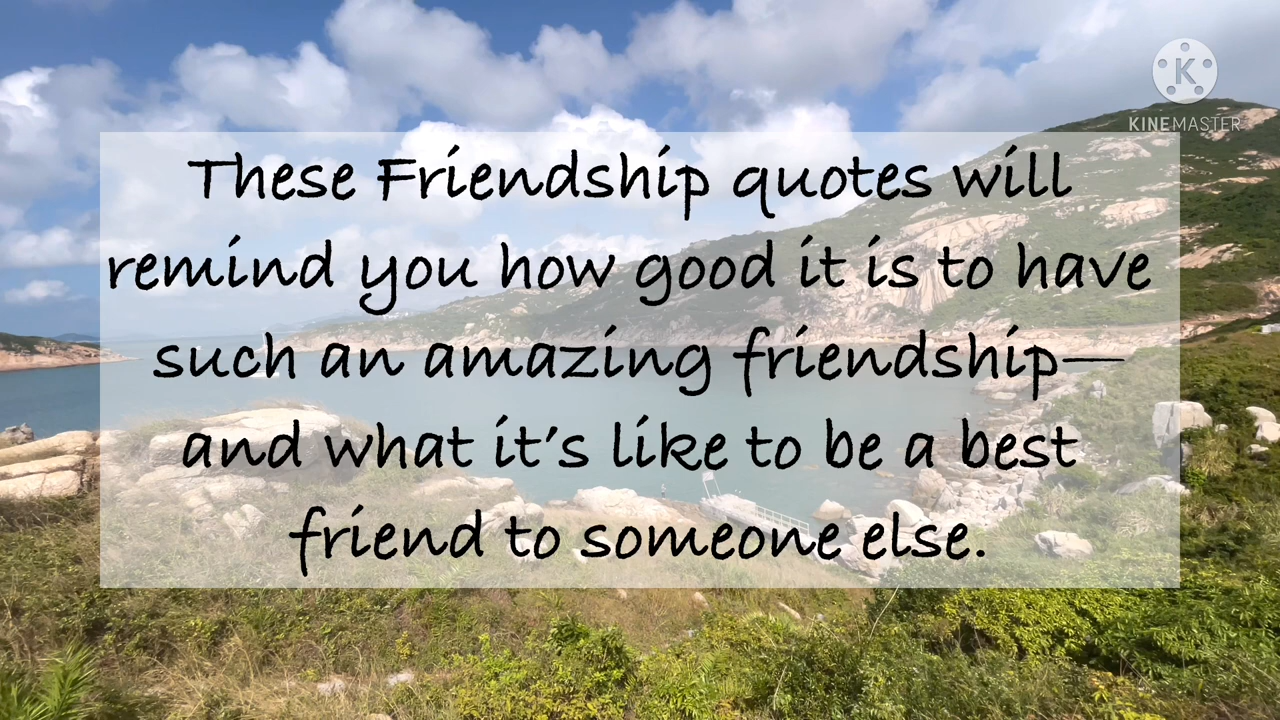 KINEMASTER
These Friendship quotes will
remind you how good it is to have
such an amazing friendship—
and what it’s like to be a best
friend to someone else.